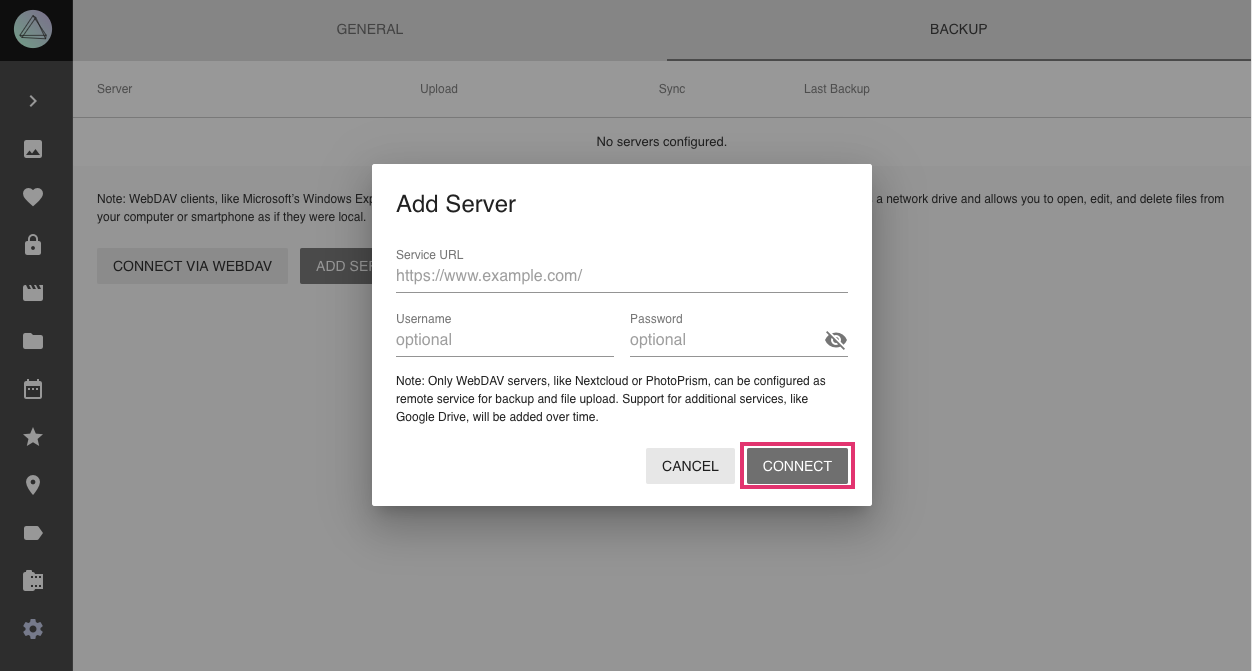 GENERAL BACKUP
Server Upload Sync Last Backup
No servers configured.
Note: WebDAV clients, like Microsoft's Windows Exp a network drive and allows you to open, edit, and delete files from
your computer or smartphone as if they were local.
CONNECT VIA WEBDAV ADD SE
Add Server
Service URL
https://www.example.com/
Username Password
optional optional
Note: Only WebDAV servers, like Nextcloud or PhotoPrism, can be configured as
remote service for backup and file upload. Support for additional services, like
Google Drive, will be added over time.
CANCEL CONNECT